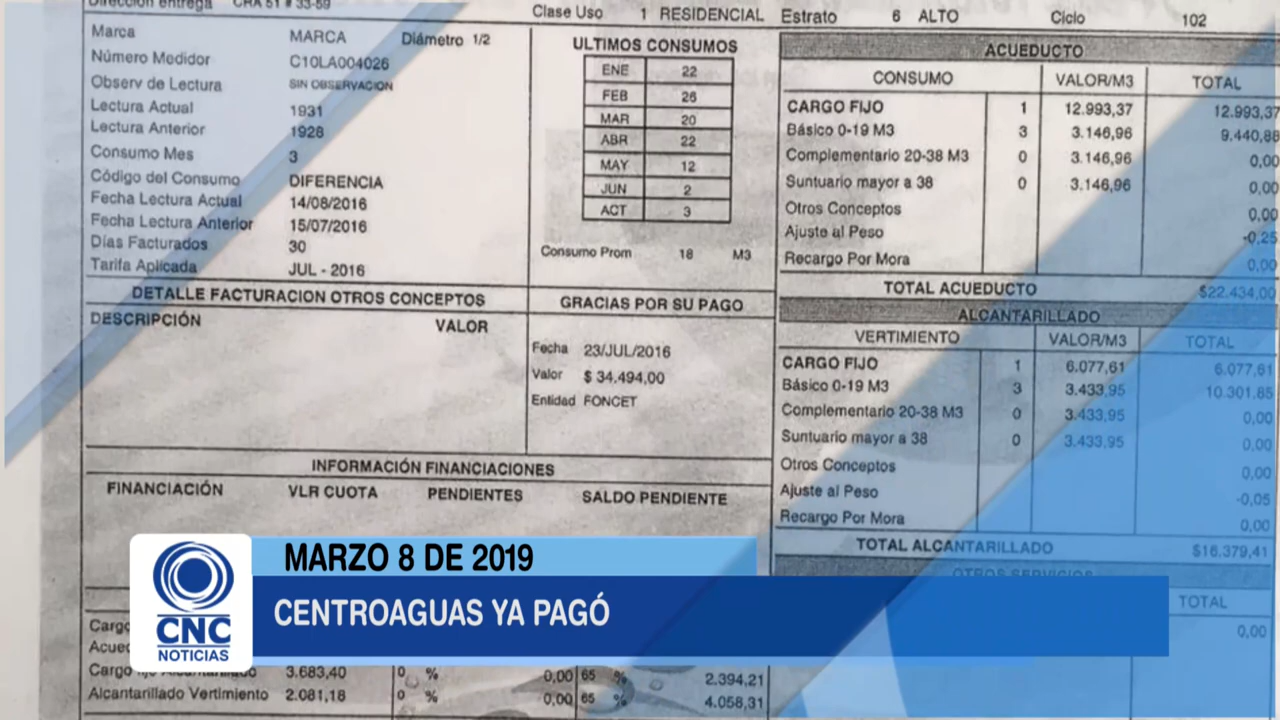 Dirección entrega CRA 51 # 33-59
Clase Uso 1 RESIDENCIAL Estrato 6 ALTO Ciclo 102
Marca MARCA Diámetro 1/2
Número Medidor C10LA004026
Observ de Lectura SIN OBSERVACION
Lectura Actual 1931
Lectura Anterior 1928
Consumo Mes 3
Código del Consumo DIFERENCIA
Fecha Lectura Actual 14/08/2016
Fecha Lectura Anterior 15/07/2016
Días Facturados 30
Tarifa Aplicada JUL - 2016
ULTIMOS CONSUMOS
ENE 22
FEB 26
MAR 20
ABR 22
MAY 12
JUN 2
ACT 3
Consumo Prom 18 M3
ACUEDUCTO
CONSUMO VALOR/M3 TOTAL
CARGO FIJO 1 12.993,37 12.993,37
Básico 0-19 M3 3 3.146,96 9.440,88
Complementario 20-38 M3 0 3.146,96 0,00
Suntuario mayor a 38 0 3.146,96 0,00
Otros Conceptos 0,00
Ajuste al Peso -0,25
Recargo Por Mora 0,00
TOTAL ACUEDUCTO $22.434,00
DETALLE FACTURACION OTROS CONCEPTOS
DESCRIPCIÓN VALOR
GRACIAS POR SU PAGO
Fecha 23/JUL/2016
Valor $ 34.494,00
Entidad FONCET
ALCANTARILLADO
VERTIMIENTO VALOR/M3 TOTAL
CARGO FIJO 1 6.077,61 6.077,61
Básico 0-19 M3 3 3.433,95 10.301.85
Complementario 20-38 M3 0 3.433,95 0,00
Suntuario mayor a 38 0 3.433,95 0,00
Otros Conceptos 0,00
Ajuste al Peso -0,05
Recargo Por Mora 0,00
TOTAL ALCANTARILLADO $16.379,41
OTROS SERVICIOS
TOTAL
0,00
INFORMACIÓN FINANCIACIONES
FINANCIACIÓN VLR CUOTA PENDIENTES SALDO PENDIENTE
MARZO 8 DE 2019
CENTROAGUAS YA PAGÓ
CNC
NOTICIAS
Cargo
Cargo fijo Alcantarillado 3.683,40 0 % 0,00 65 % 2.394,21
Alcantarillado Vertimiento 2.081,18 0 % 0,00 65 % 4.058,31